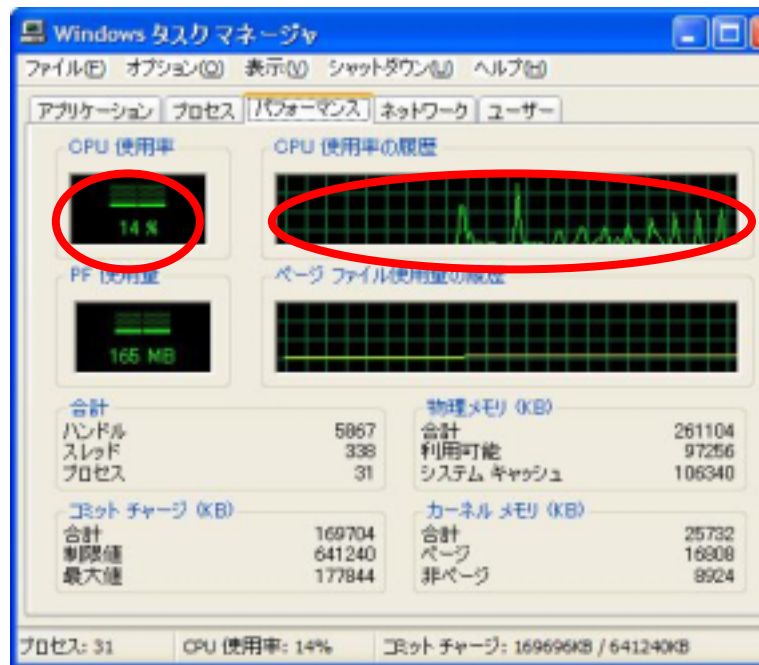 Windows タスク マネージャ
ファイル(F) オプション(O) 表示(V) シャットダウン(U) ヘルプ(H)
アプリケーション プロセス パフォーマンス ネットワーク ユーザー
CPU 使用率 CPU 使用率の履歴
14 %
PF 使用量 ページ ファイル使用量の履歴
165 MB
合計 物理メモリ (KB)
ハンドル 5867 合計 261104
スレッド 338 利用可能 97256
プロセス 31 システム キャッシュ 106340
コミット チャージ (KB) カーネル メモリ (KB)
合計 169704 合計 25732
制限値 641240 ページ 16808
最大値 177844 非ページ 8924
プロセス: 31 CPU 使用率: 14% コミット チャージ: 169696KB / 641240KB